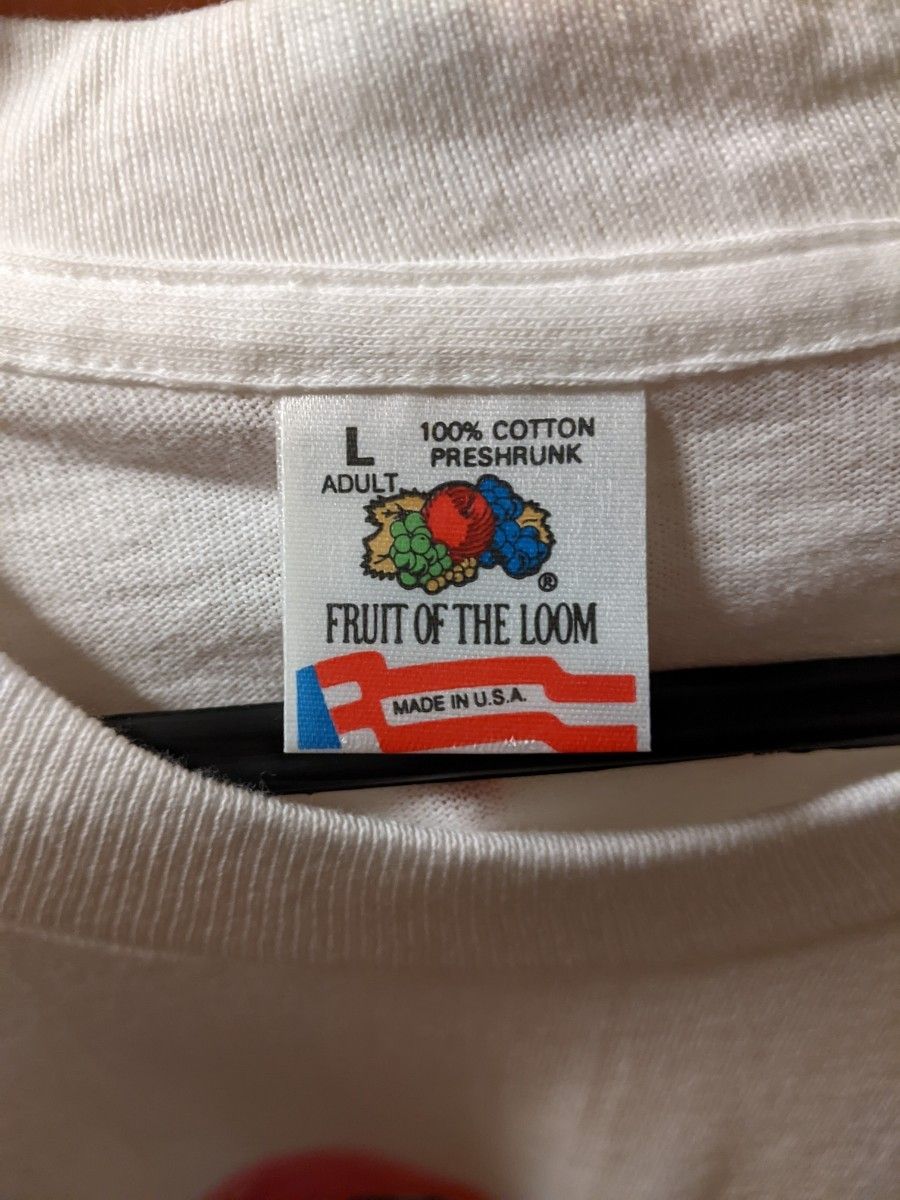 L
ADULT
100% COTTON
PRESHRUNK
®
FRUIT OF THE LOOM
MADE IN U.S.A.